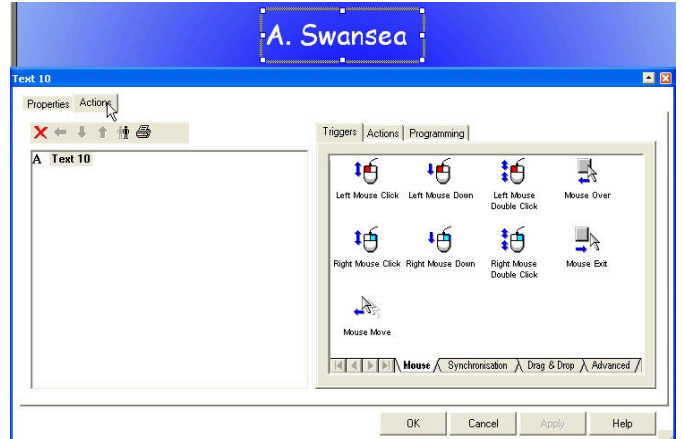 A. Swansea
Text 10
Properties Actions
Triggers Actions Programming
A Text 10
Left Mouse Click Left Mouse Down Left Mouse Double Click Mouse Over
Right Mouse Click Right Mouse Down Right Mouse Double Click Mouse Exit
Mouse Move
Mouse Synchronisation Drag & Drop Advanced
OK Cancel Apply Help